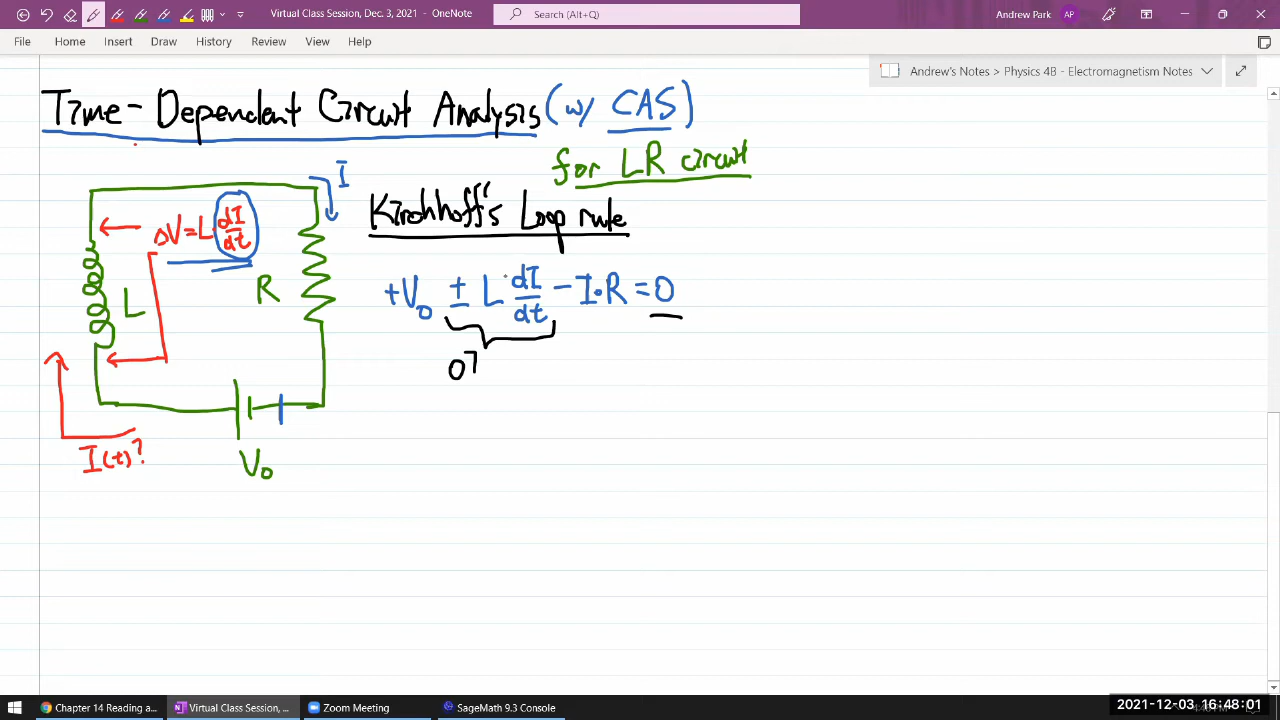 Virtual Class Session, Dec. 3, 2021 - OneNote
Search (Alt+Q)
Andrew Park
AP
File Home Insert Draw History Review View Help
Andrew's Notes > Physics 4B - Electromagnetism Notes
Time-Dependent Circuit Analysis (w/ CAS)
for LR circuit
I
Kirchhoff's Loop rule
ΔV=L·dI/dt
L
R
+V₀ ± L dI/dt - I·R = 0
I(t)?
V₀
Chapter 14 Reading a...
Virtual Class Session,...
Zoom Meeting
SageMath 9.3 Console
2021-12-03 16:48:01